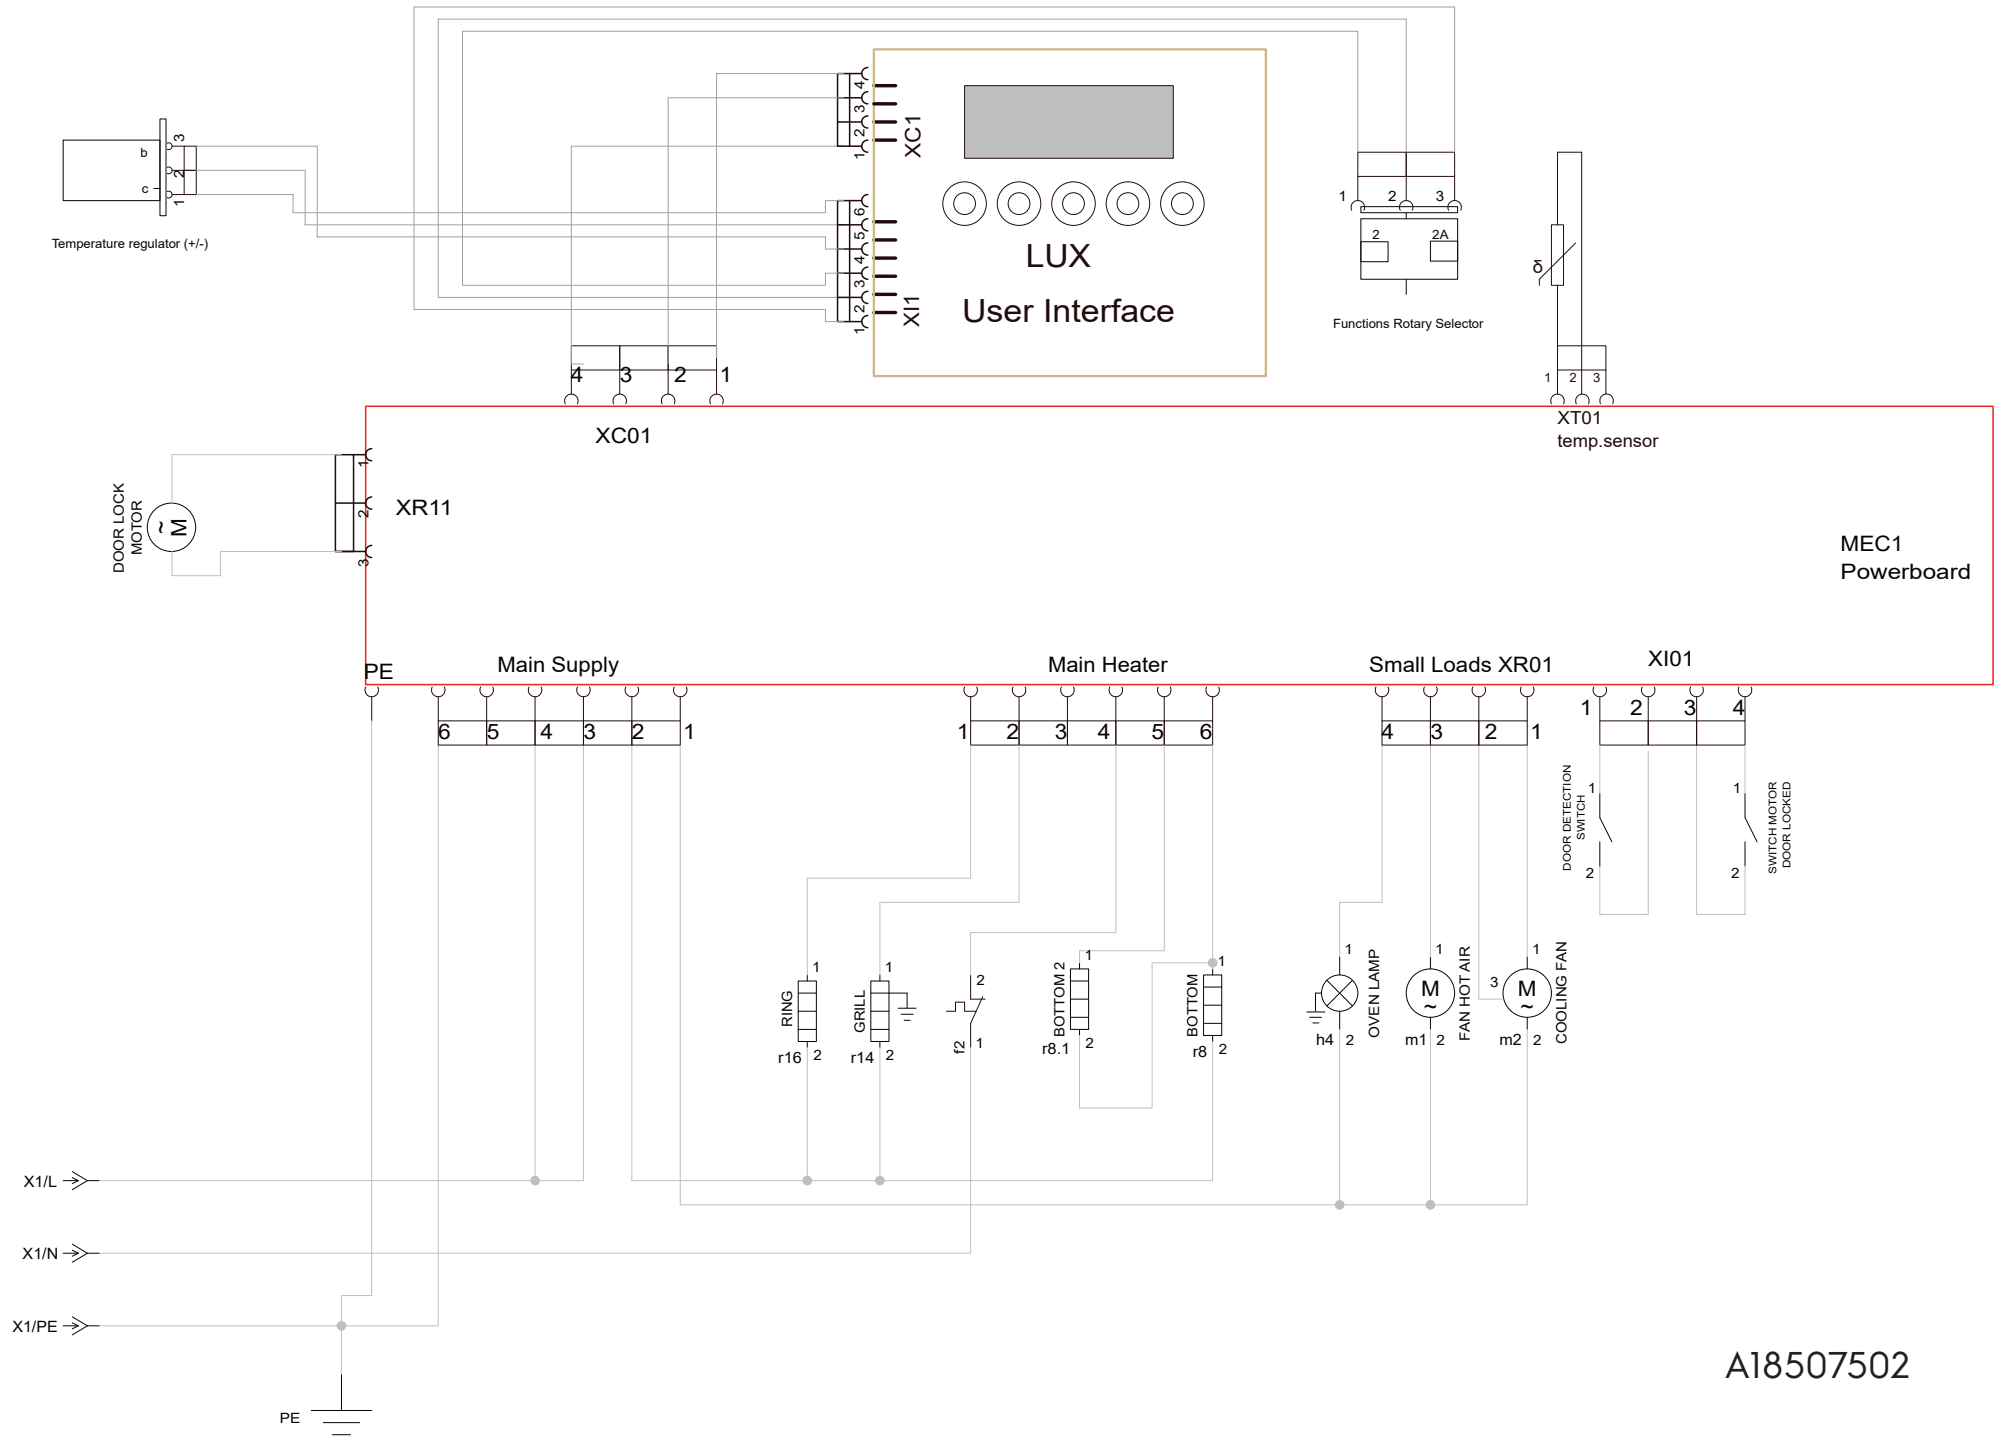 4
3
2
1
XC1
3
b
2
c
1
Temperature regulator (+/-)
6
5
4
3
2
1
XI1
LUX
User Interface
1 2 3
2 2A
Functions Rotary Selector
δ
4 3 2 1
1 2 3
XC01
XT01
temp.sensor
1
2
3
XR11
DOOR LOCK
MOTOR
~
M
MEC1
Powerboard
PE
Main Supply
Main Heater
Small Loads XR01
XI01
6 5 4 3 2 1
1 2 3 4 5 6
4 3 2 1
1 2 3 4
DOOR DETECTION
SWITCH
1
2
1
2
SWITCH MOTOR
DOOR LOCKED
RING
1
r16 2
GRILL
1
r14 2
2
f2 1
BOTTOM 2
1
r8.1 2
BOTTOM
1
r8 2
1
OVEN LAMP
h4 2
1
M
~
FAN HOT AIR
m1 2
1
3
M
~
COOLING FAN
m2 2
X1/L
X1/N
X1/PE
PE
A18507502